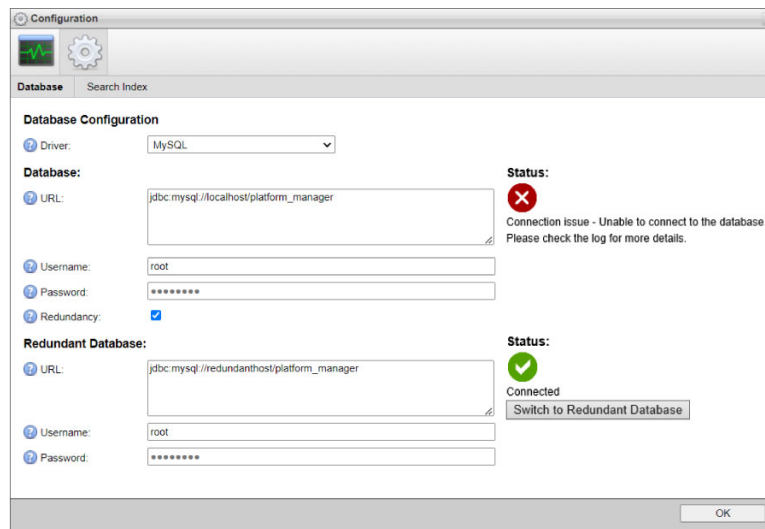 Configuration
Database Search Index
Database Configuration
Driver: MySQL
Database: Status:
URL: jdbc:mysql://localhost/platform_manager
Connection issue - Unable to connect to the database.
Please check the log for more details.
Username: root
Password: ••••••••
Redundancy:
Redundant Database: Status:
URL: jdbc:mysql://redundanthost/platform_manager
Connected
Switch to Redundant Database
Username: root
Password: ••••••••
OK